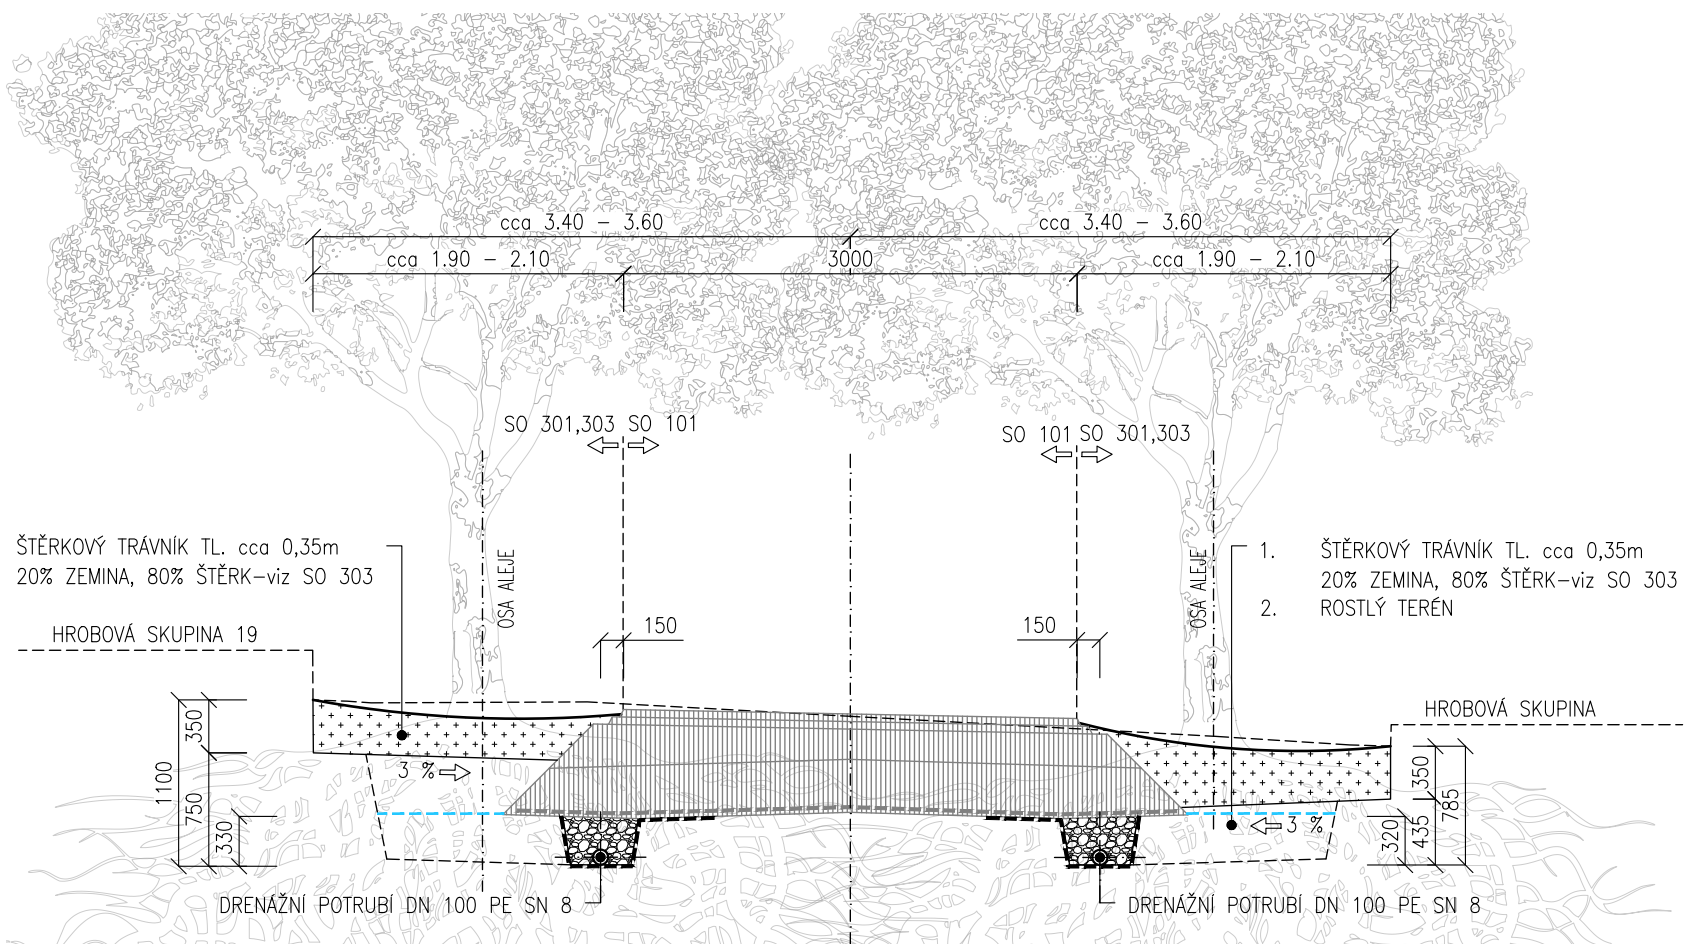 cca 3.40 – 3.60
cca 3.40 – 3.60
cca 1.90 – 2.10
3000
cca 1.90 – 2.10
SO 301,303
SO 101
SO 101
SO 301,303
ŠTĚRKOVÝ TRÁVNÍK TL. cca 0,35m
20% ZEMINA, 80% ŠTĚRK–viz SO 303
OSA ALEJE
OSA ALEJE
1. ŠTĚRKOVÝ TRÁVNÍK TL. cca 0,35m
20% ZEMINA, 80% ŠTĚRK–viz SO 303
2. ROSTLÝ TERÉN
HROBOVÁ SKUPINA 19
150
150
HROBOVÁ SKUPINA
1100
350
750
330
3 %
3 %
320
435
350
785
DRENÁŽNÍ POTRUBÍ DN 100 PE SN 8
DRENÁŽNÍ POTRUBÍ DN 100 PE SN 8